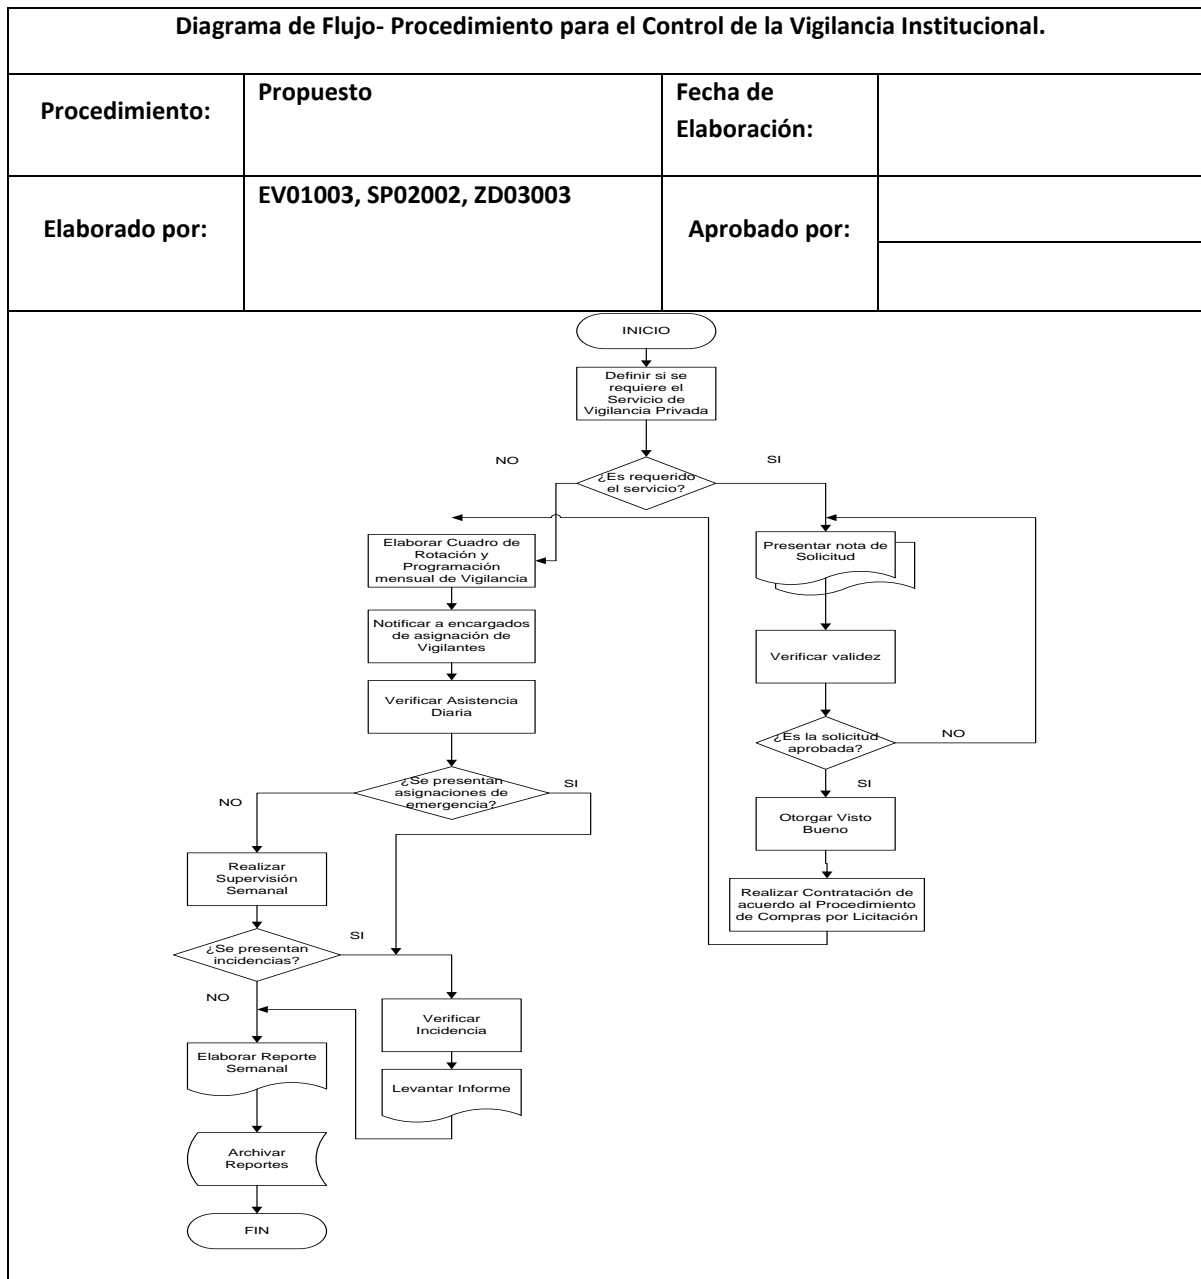 Diagrama de Flujo- Procedimiento para el Control de la Vigilancia Institucional.
Procedimiento:
Propuesto
Fecha de
Elaboración:
Elaborado por:
EV01003, SP02002, ZD03003
Aprobado por:
INICIO
Definir si se
requiere el
Servicio de
Vigilancia Privada
NO
SI
¿Es requerido
el servicio?
Elaborar Cuadro de
Rotación y
Programación
mensual de Vigilancia
Presentar nota de
Solicitud
Notificar a encargados
de asignación de
Vigilantes
Verificar validez
Verificar Asistencia
Diaria
¿Es la solicitud
aprobada?
NO
¿Se presentan
asignaciones de
emergencia?
SI
NO
SI
Otorgar Visto
Bueno
Realizar
Supervisión
Semanal
Realizar Contratación de
acuerdo al Procedimiento
de Compras por Licitación
¿Se presentan
incidencias?
SI
NO
Verificar
Incidencia
Elaborar Reporte
Semanal
Levantar Informe
Archivar
Reportes
FIN